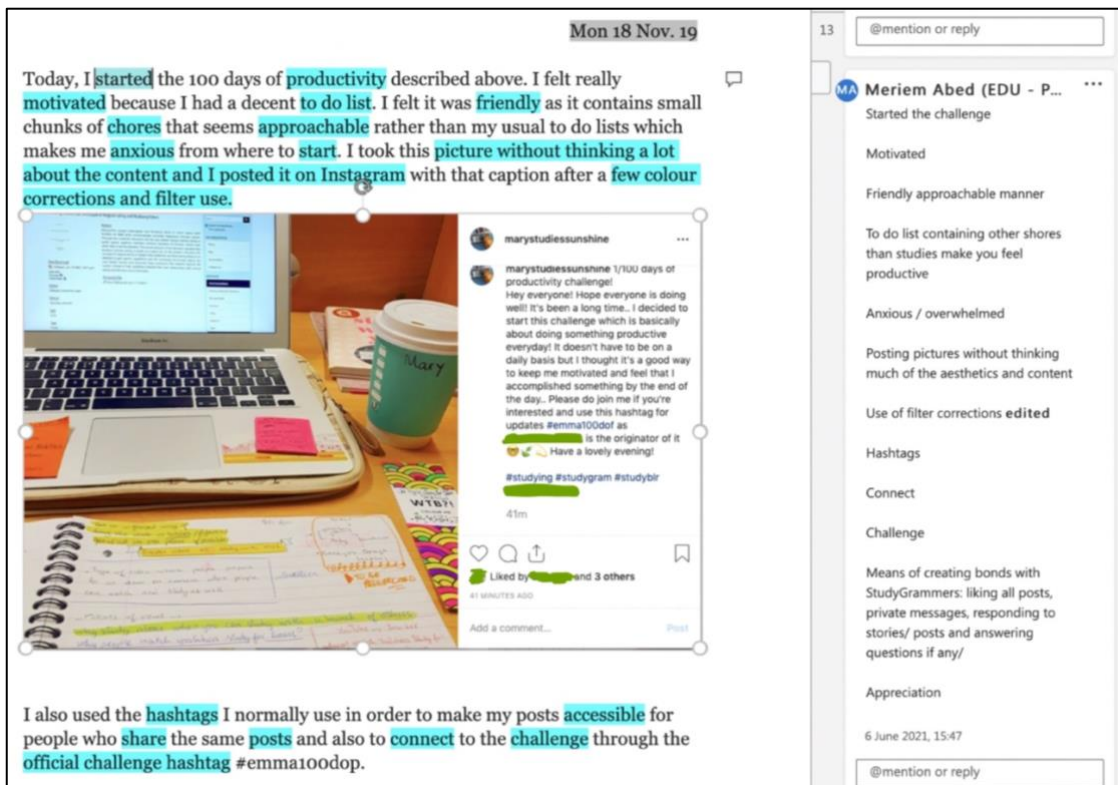 Mon 18 Nov. 19
Today, I started the 100 days of productivity described above. I felt really
motivated because I had a decent to do list. I felt it was friendly as it contains small
chunks of chores that seems approachable rather than my usual to do lists which
makes me anxious from where to start. I took this picture without thinking a lot
about the content and I posted it on Instagram with that caption after a few colour
corrections and filter use.
Mary
WTB?!
marystudiessunshine
marystudiessunshine 1/100 days of
productivity challenge!
Hey everyone! Hope everyone is doing
well! It's been a long time.. I decided to
start this challenge which is basically
about doing something productive
everyday! It doesn't have to be on a
daily basis but I thought it's a good way
to keep me motivated and feel that I
accomplished something by the end of
the day.. Please do join me if you're
interested and use this hashtag for
updates #emma100dof as
is the originator of it
Have a lovely evening!
#studying #studygram #studyblr
41m
Liked by and 3 others
41 MINUTES AGO
Add a comment... Post
I also used the hashtags I normally use in order to make my posts accessible for
people who share the same posts and also to connect to the challenge through the
official challenge hashtag #emma100dop.
13
@mention or reply
MA Meriem Abed (EDU - P...
Started the challenge
Motivated
Friendly approachable manner
To do list containing other shores
than studies make you feel
productive
Anxious / overwhelmed
Posting pictures without thinking
much of the aesthetics and content
Use of filter corrections edited
Hashtags
Connect
Challenge
Means of creating bonds with
StudyGrammers: liking all posts,
private messages, responding to
stories/ posts and answering
questions if any/
Appreciation
6 June 2021, 15:47
@mention or reply